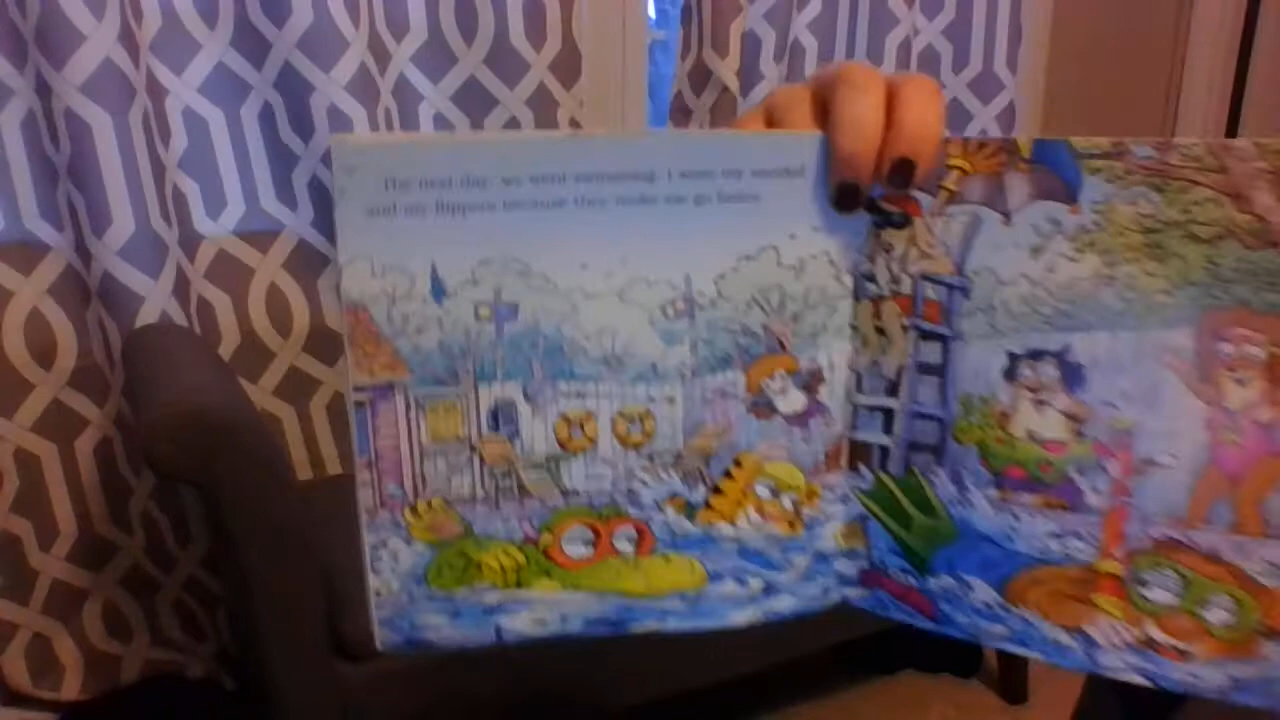 The next day, we went swimming. I wore my snorkel
and my flippers because they make me go faster.